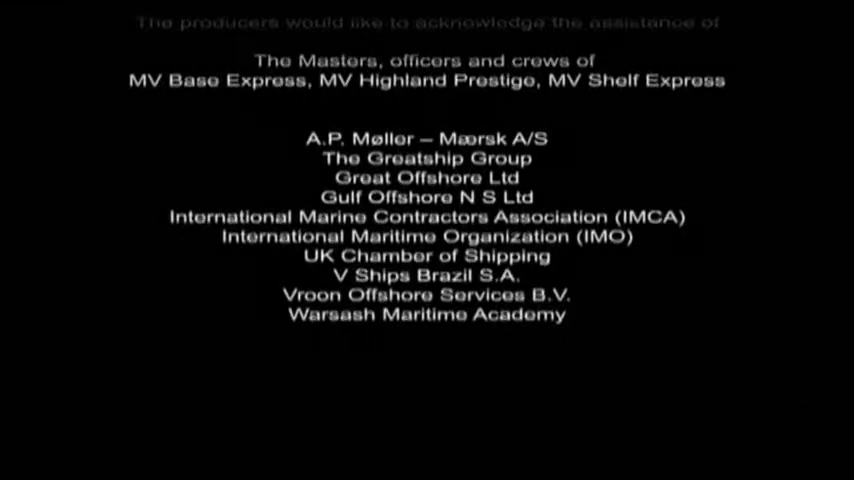 The producers would like to acknowledge the assistance of
The Masters, officers and crews of
MV Base Express, MV Highland Prestige, MV Shelf Express
A.P. Møller – Mærsk A/S
The Greatship Group
Great Offshore Ltd
Gulf Offshore N S Ltd
International Marine Contractors Association (IMCA)
International Maritime Organization (IMO)
UK Chamber of Shipping
V Ships Brazil S.A.
Vroon Offshore Services B.V.
Warsash Maritime Academy